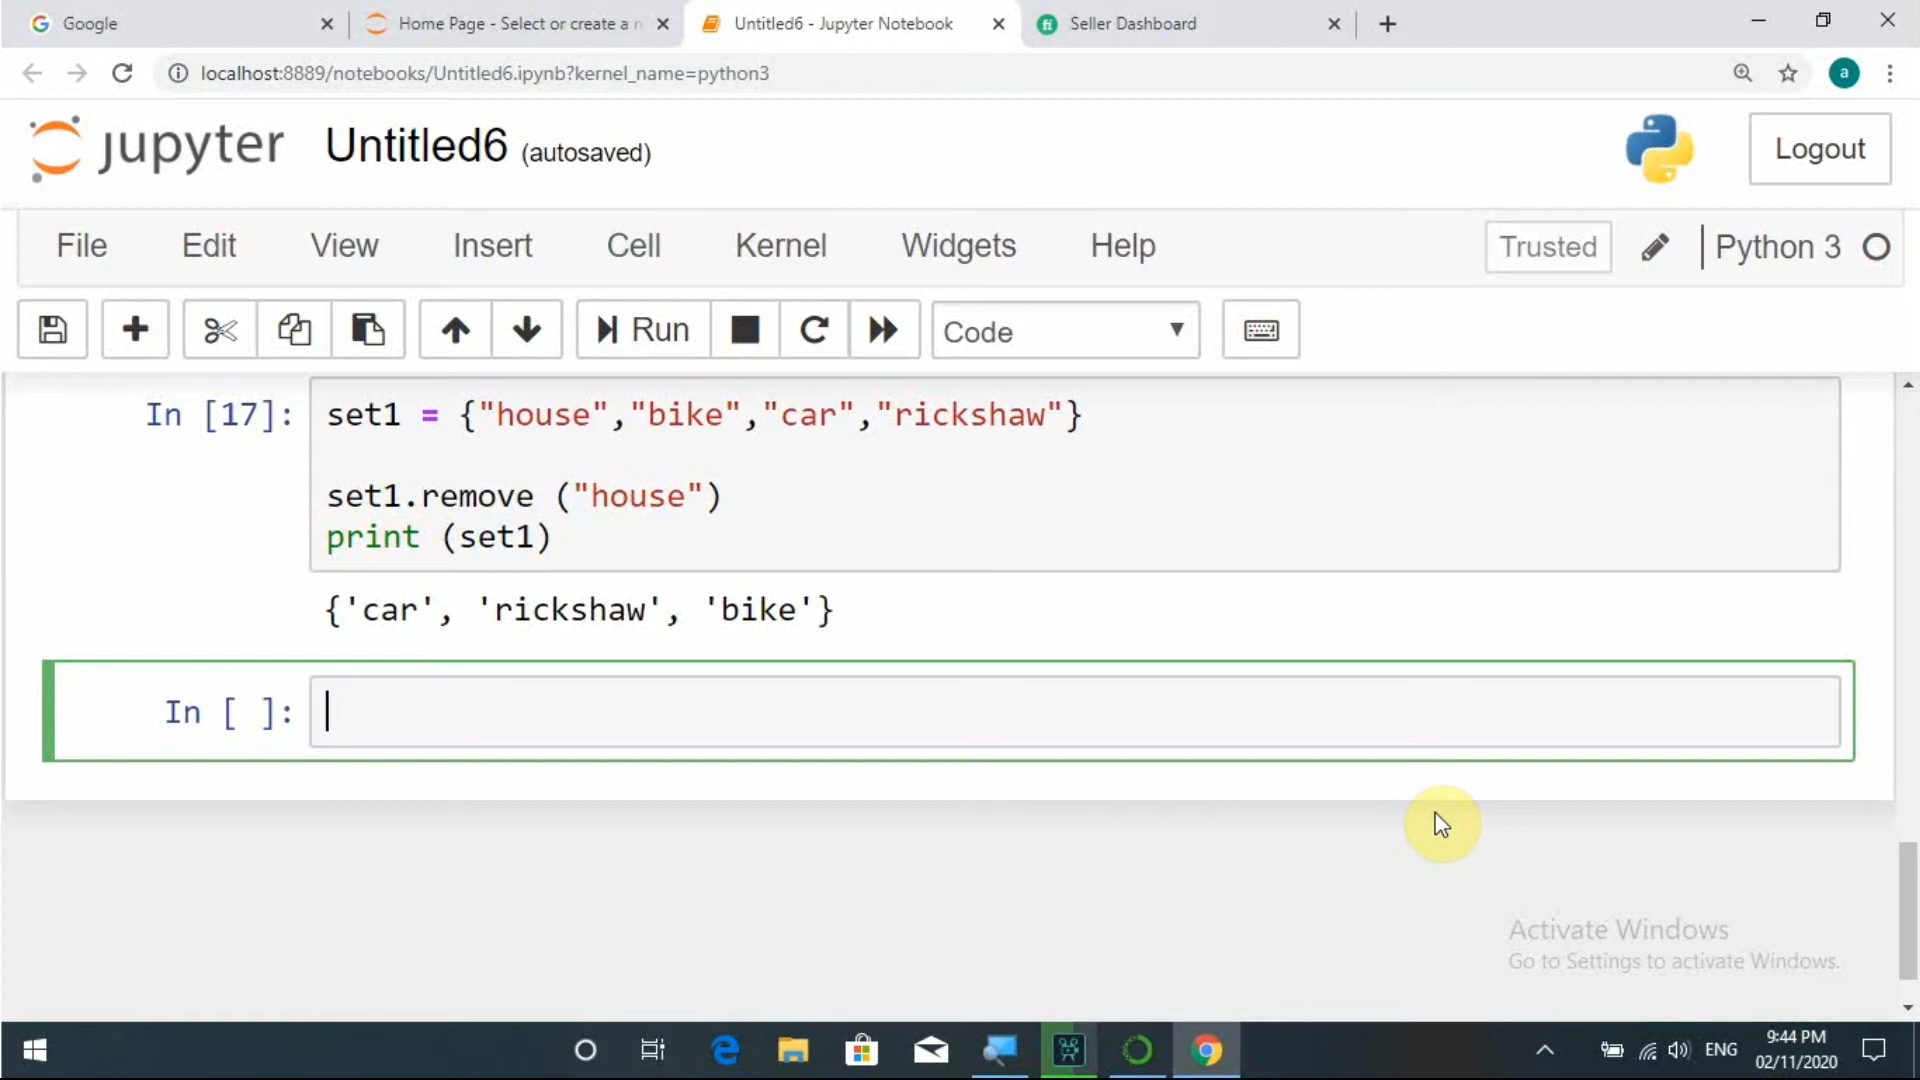 Google
Home Page - Select or create a n
Untitled6 - Jupyter Notebook
Seller Dashboard
localhost:8889/notebooks/Untitled6.ipynb?kernel_name=python3
a
jupyter Untitled6 (autosaved)
Logout
File Edit View Insert Cell Kernel Widgets Help
Trusted
Python 3
Run
Code
In [17]: set1 = {"house","bike","car","rickshaw"}
set1.remove ("house")
print (set1)
{'car', 'rickshaw', 'bike'}
In [ ]:
Activate Windows
Go to Settings to activate Windows.
ENG
9:44 PM
02/11/2020